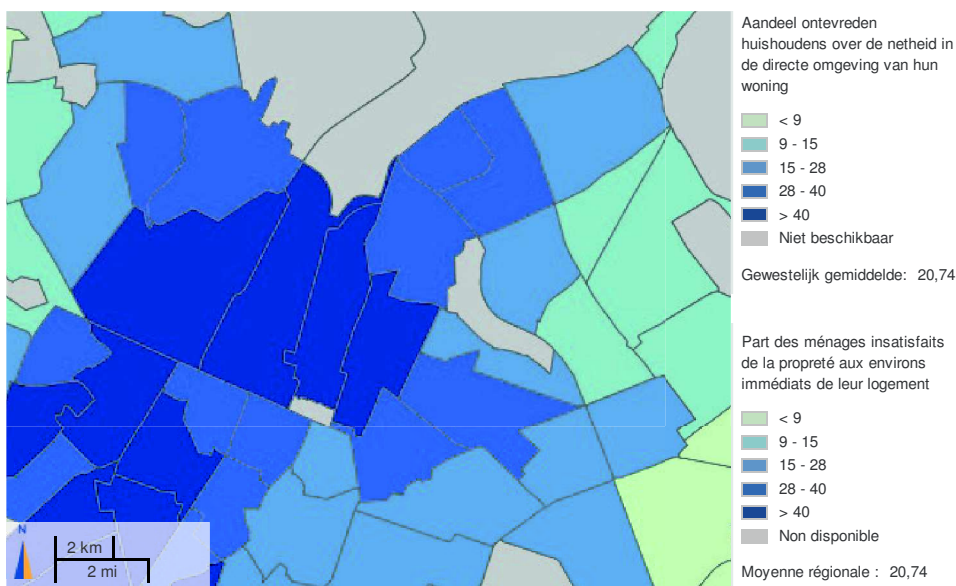 Aandeel ontevreden
huishoudens over de netheid in
de directe omgeving van hun
woning
< 9
9 - 15
15 - 28
28 - 40
> 40
Niet beschikbaar
Gewestelijk gemiddelde: 20,74
Part des ménages insatisfaits
de la propreté aux environs
immédiats de leur logement
< 9
9 - 15
15 - 28
28 - 40
> 40
Non disponible
Moyenne régionale : 20,74
N
2 km
2 mi